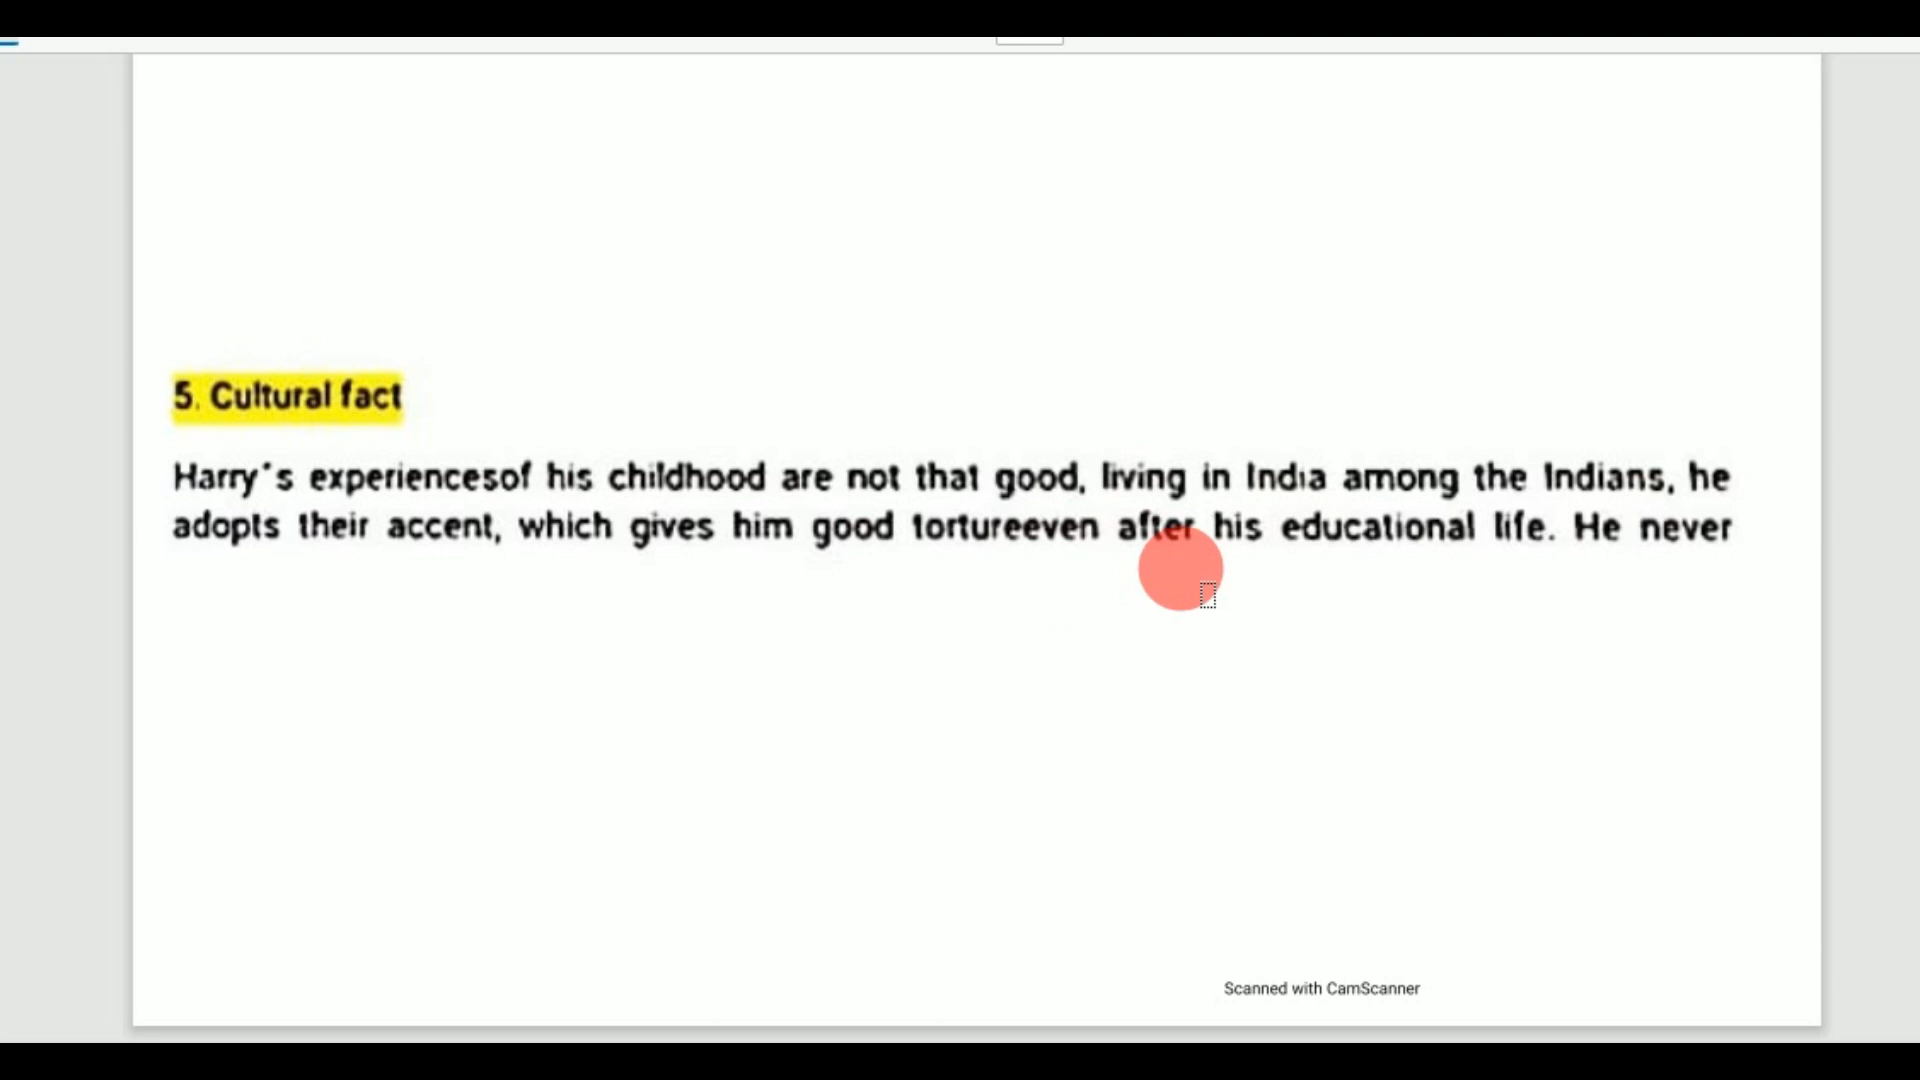 5. Cultural fact
Harry's experiencesof his childhood are not that good, living in India among the Indians, he
adopts their accent, which gives him good tortureeven after his educational life. He never
Scanned with CamScanner